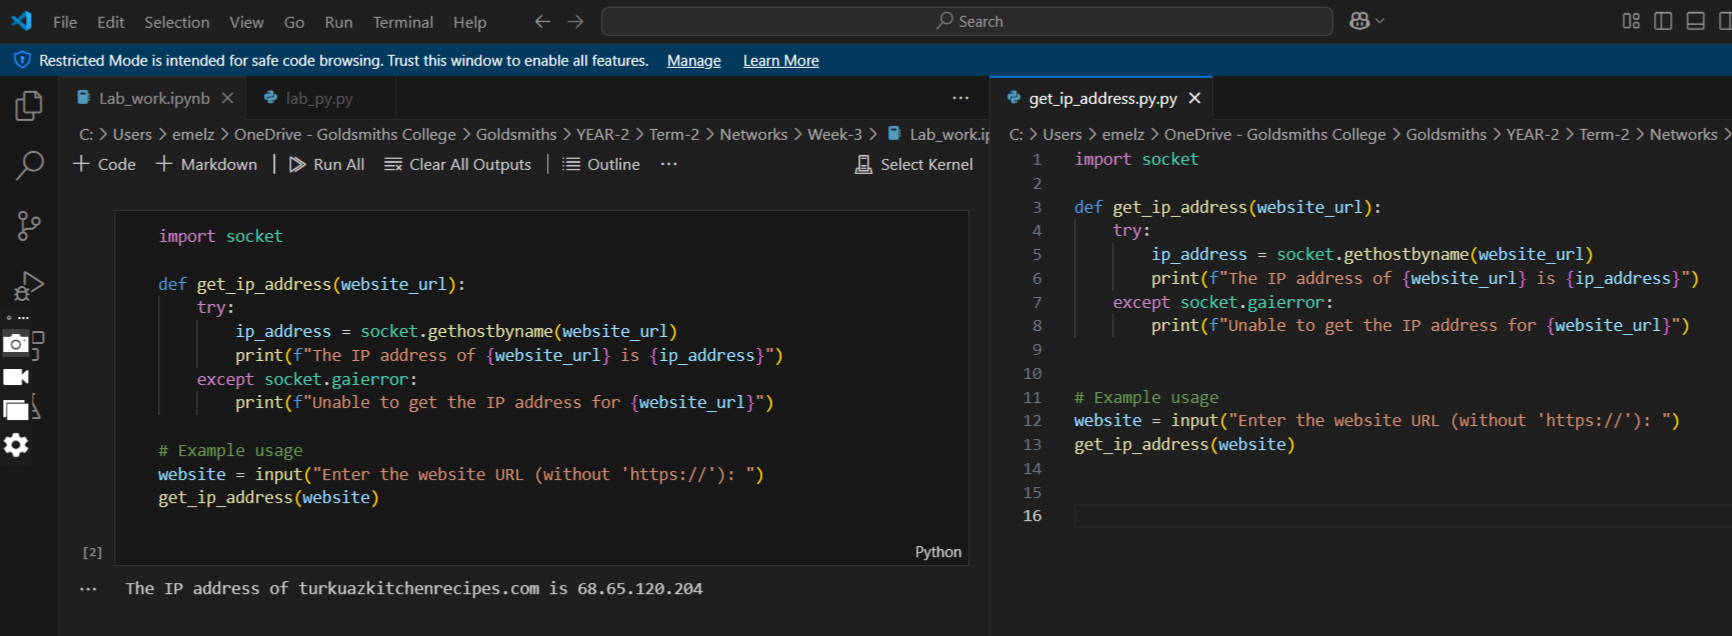 File Edit Selection View Go Run Terminal Help
Search
Restricted Mode is intended for safe code browsing. Trust this window to enable all features. Manage Learn More
Lab_work.ipynb lab_py.py ...
C: > Users > emelz > OneDrive - Goldsmiths College > Goldsmiths > YEAR-2 > Term-2 > Networks > Week-3 > Lab_work.ip
+ Code + Markdown | Run All Clear All Outputs | Outline ... Select Kernel
import socket
def get_ip_address(website_url):
try:
ip_address = socket.gethostbyname(website_url)
print(f"The IP address of {website_url} is {ip_address}")
except socket.gaierror:
print(f"Unable to get the IP address for {website_url}")
# Example usage
website = input("Enter the website URL (without 'https://'): ")
get_ip_address(website)
[2]
Python
... The IP address of turkuazkitchenrecipes.com is 68.65.120.204
get_ip_address.py.py
C: > Users > emelz > OneDrive - Goldsmiths College > Goldsmiths > YEAR-2 > Term-2 > Networks >
1 import socket
2
3 def get_ip_address(website_url):
4 try:
5 ip_address = socket.gethostbyname(website_url)
6 print(f"The IP address of {website_url} is {ip_address}")
7 except socket.gaierror:
8 print(f"Unable to get the IP address for {website_url}")
9
10
11 # Example usage
12 website = input("Enter the website URL (without 'https://'): ")
13 get_ip_address(website)
14
15
16